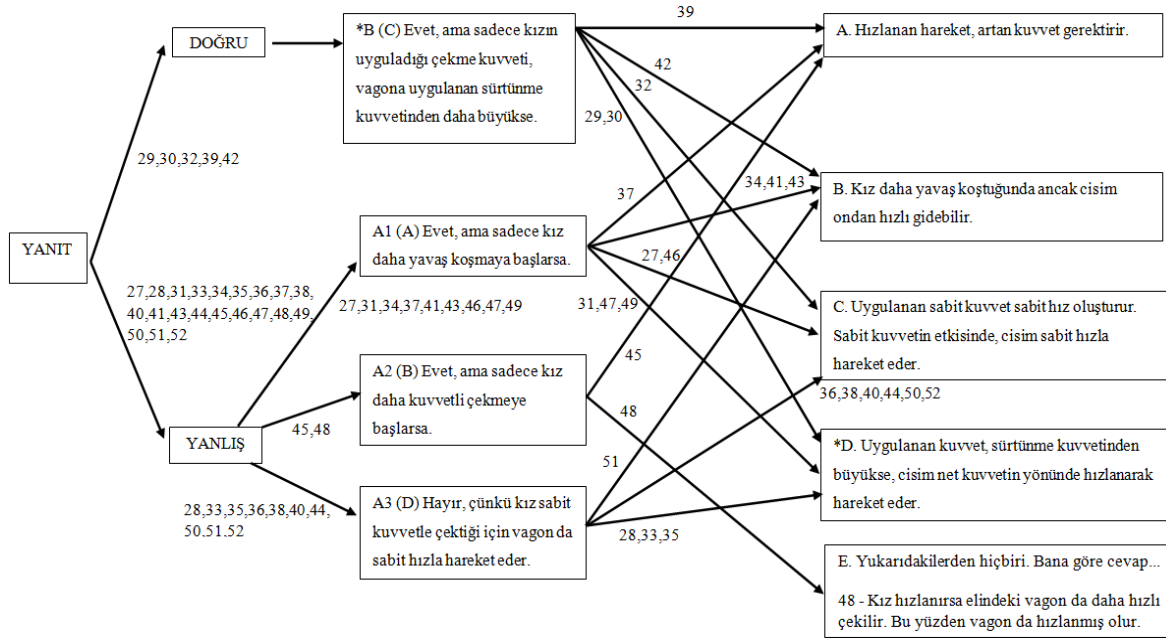 DOĞRU
*B (C) Evet, ama sadece kızın
uyguladığı çekme kuvveti,
vagona uygulanan sürtünme
kuvvetinden daha büyükse.
39
A. Hızlanan hareket, artan kuvvet gerektirir.
42
32
29,30
29,30,32,39,42
37
34,41,43
B. Kız daha yavaş koştuğunda ancak cisim
ondan hızlı gidebilir.
YANIT
A1 (A) Evet, ama sadece kız
daha yavaş koşmaya başlarsa.
27,46
27,28,31,33,34,35,36,37,38,
40,41,43,44,45,46,47,48,49,
50,51,52
27,31,34,37,41,43,46,47,49
31,47,49
C. Uygulanan sabit kuvvet sabit hız oluşturur.
Sabit kuvvetin etkisinde, cisim sabit hızla
hareket eder.
45
36,38,40,44,50,52
A2 (B) Evet, ama sadece kız
daha kuvvetli çekmeye
başlarsa.
48
45,48
YANLIŞ
51
*D. Uygulanan kuvvet, sürtünme kuvvetinden
büyükse, cisim net kuvvetin yönünde hızlanarak
hareket eder.
28,33,35,36,38,40,44,
50,51,52
A3 (D) Hayır, çünkü kız sabit
kuvvetle çektiği için vagon da
sabit hızla hareket eder.
28,33,35
E. Yukarıdakilerden hiçbiri. Bana göre cevap...
48 - Kız hızlanırsa elindeki vagon da daha hızlı
çekilir. Bu yüzden vagon da hızlanmış olur.